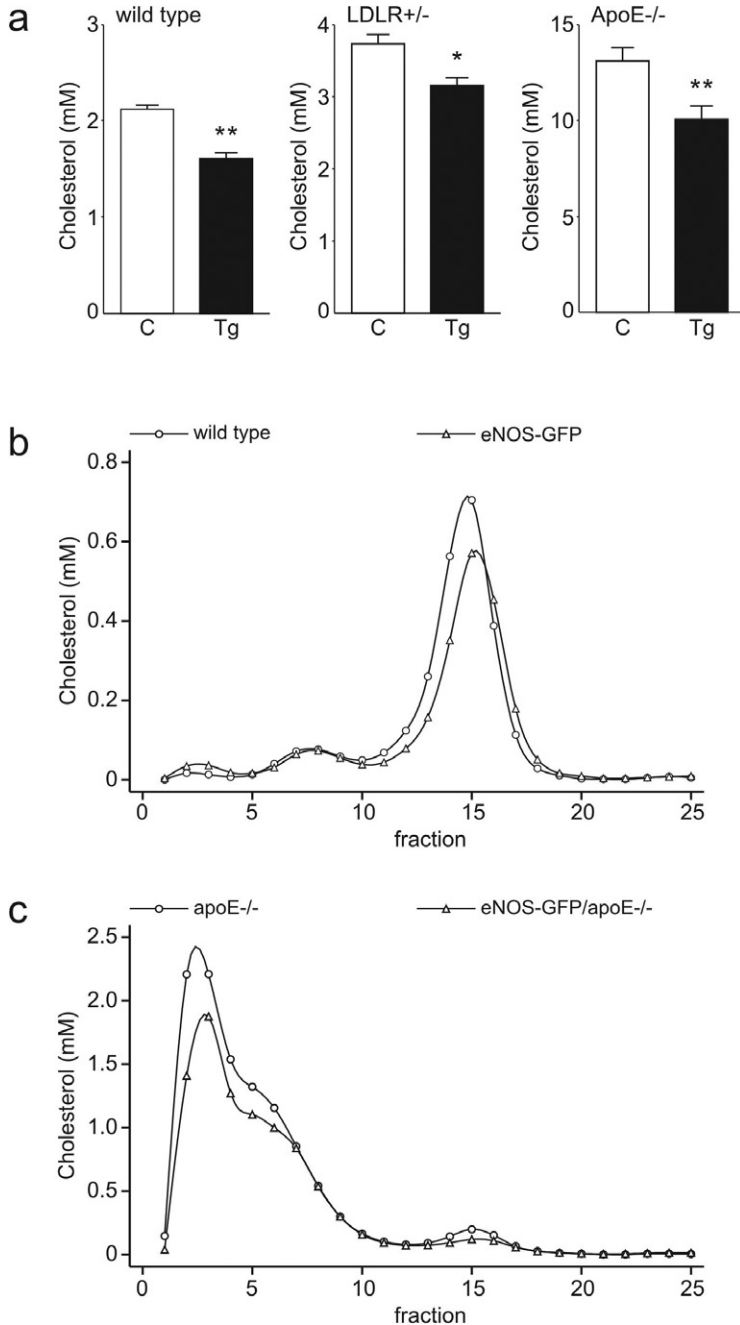 a
wild type
LDLR+/-
ApoE-/-
Cholesterol (mM)
3
2
1
0
**
C
Tg
Cholesterol (mM)
4
3
4
1
0
*
C
Tg
Cholesterol (mM)
15
10
5
0
**
C
Tg
b
wild type
eNOS-GFP
Cholesterol (mM)
0.8
0.6
0.4
0.2
0
0
5
10
15
20
25
fraction
c
apoE-/-
eNOS-GFP/apoE-/-
Cholesterol (mM)
2.5
2.0
1.5
1.0
0.5
0
0
5
10
15
20
25
fraction